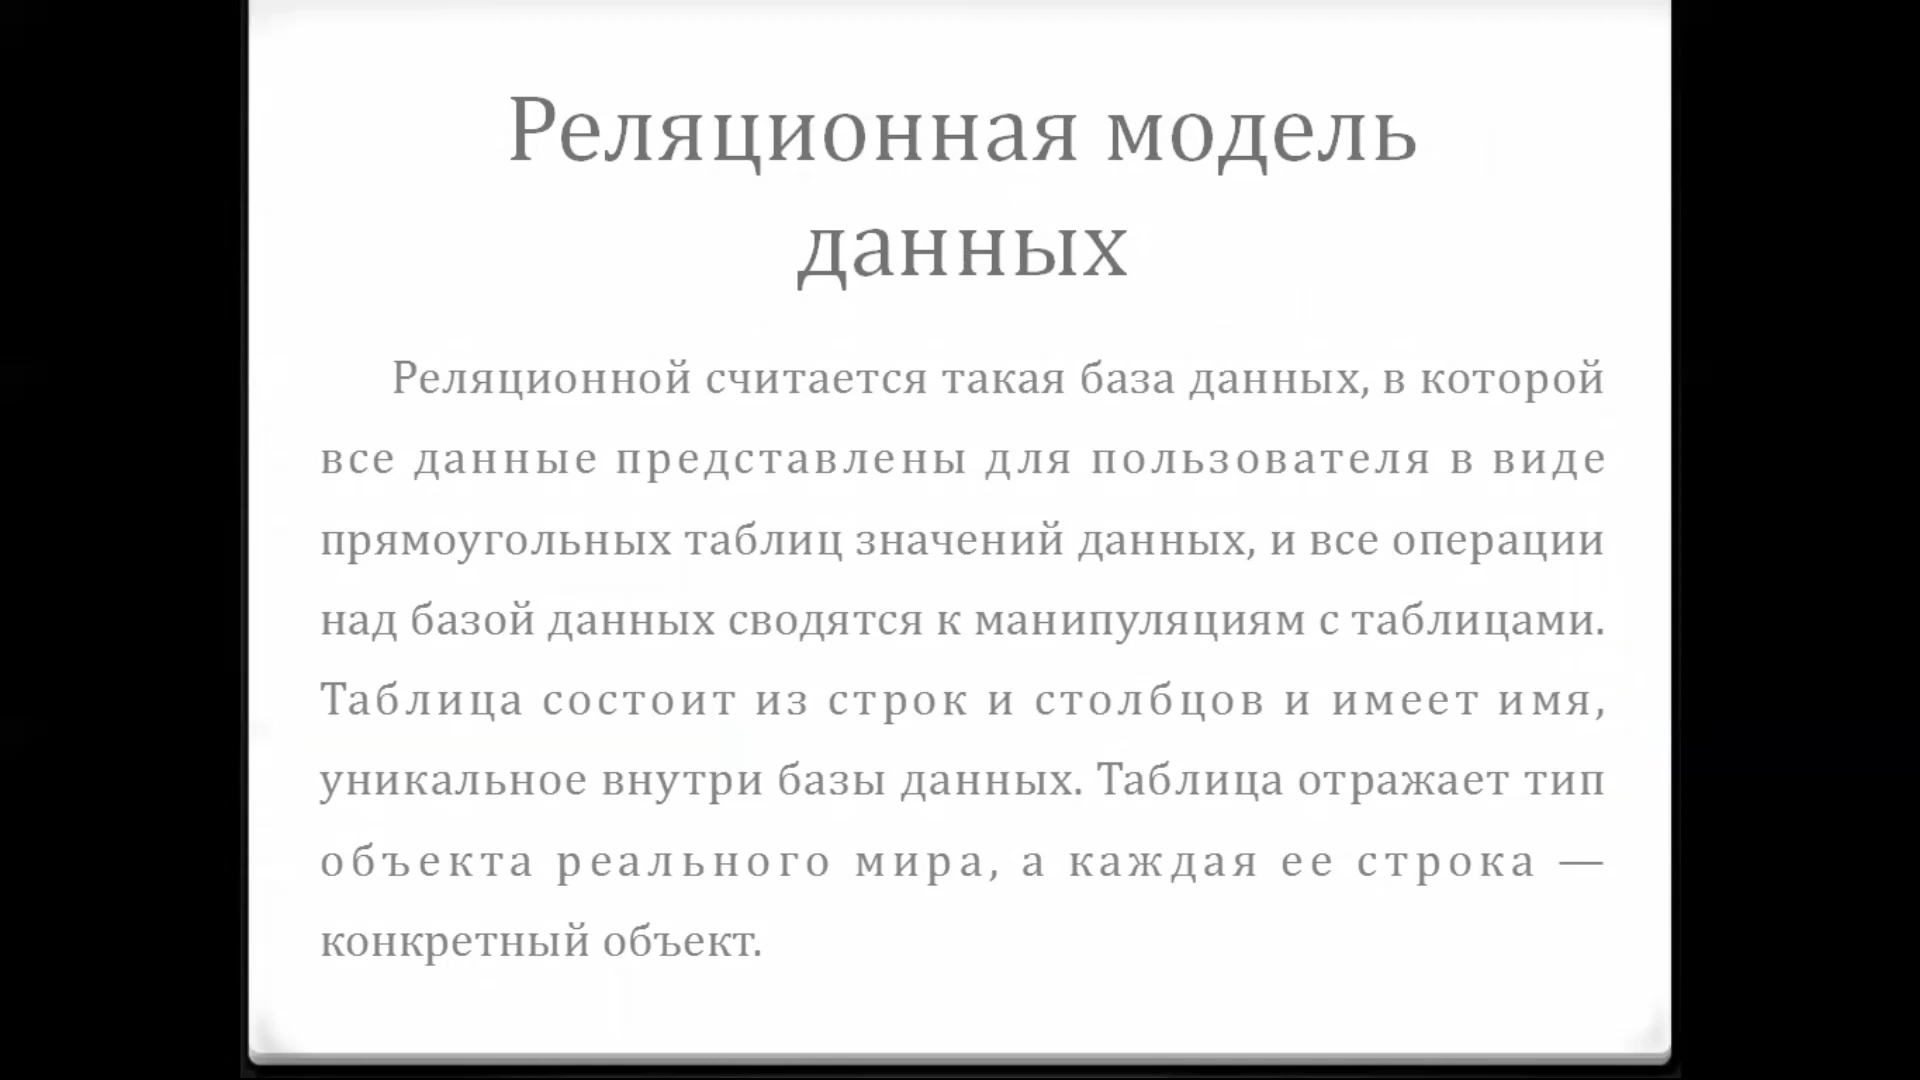 Реляционная модель
данных
Реляционной считается такая база данных, в которой
все данные представлены для пользователя в виде
прямоугольных таблиц значений данных, и все операции
над базой данных сводятся к манипуляциям с таблицами.
Таблица состоит из строк и столбцов и имеет имя,
уникальное внутри базы данных. Таблица отражает тип
объекта реального мира, а каждая ее строка —
конкретный объект.